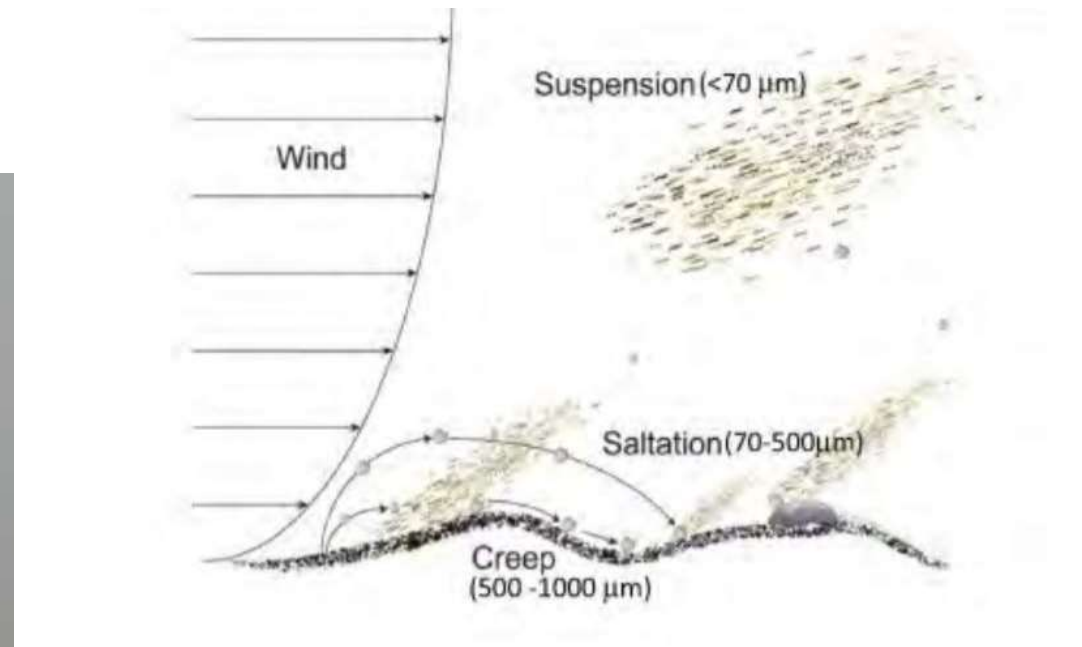 Suspension (<70 μm)
Wind
Saltation (70-500μm)
Creep
(500 -1000 μm)